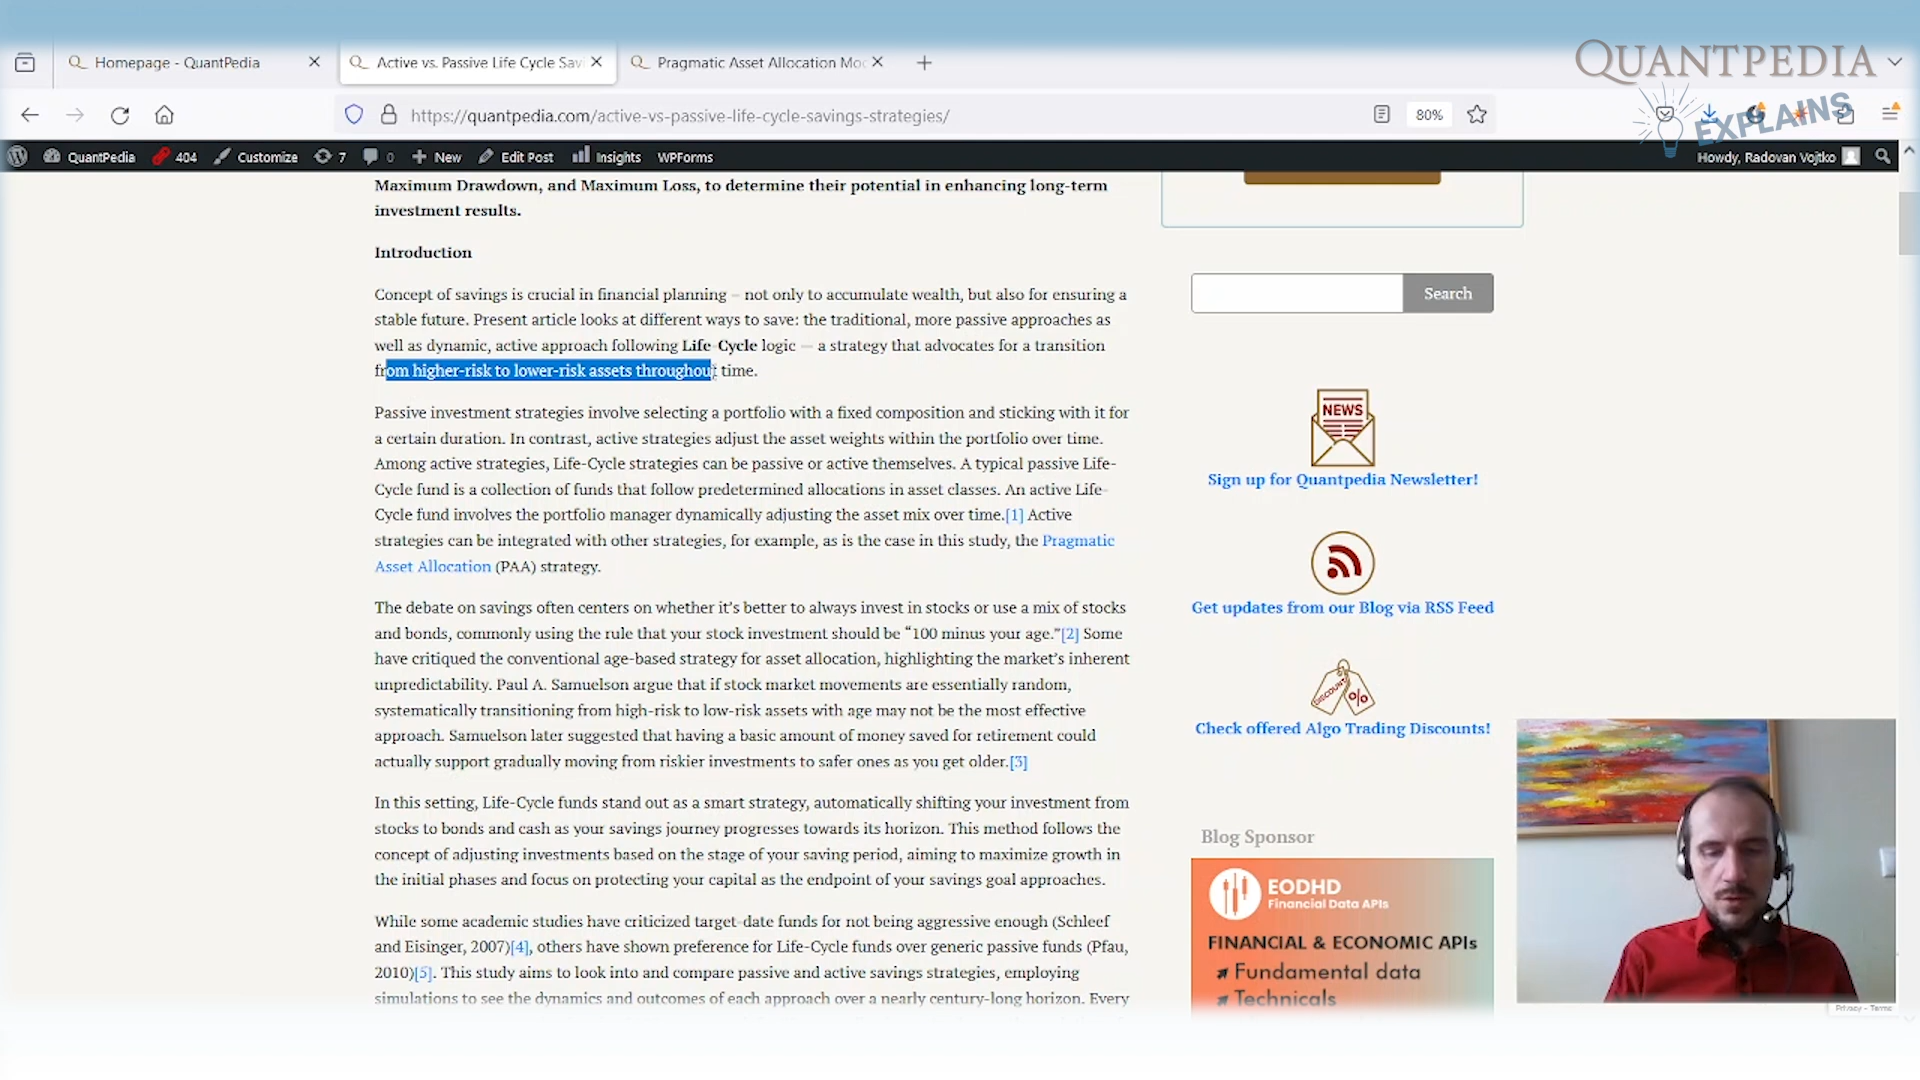 Homepage - QuantPedia
Active vs. Passive Life Cycle Savi
Pragmatic Asset Allocation Mod
QUANTPEDIA
EXPLAINS
https://quantpedia.com/active-vs-passive-life-cycle-savings-strategies/
80%
QuantPedia 404 Customize 7 0 New Edit Post Insights WPForms
Howdy, Radovan Vojtko
Maximum Drawdown, and Maximum Loss, to determine their potential in enhancing long-term
investment results.
Introduction
Concept of savings is crucial in financial planning – not only to accumulate wealth, but also for ensuring a
stable future. Present article looks at different ways to save: the traditional, more passive approaches as
well as dynamic, active approach following Life-Cycle logic — a strategy that advocates for a transition
from higher-risk to lower-risk assets throughout time.
Passive investment strategies involve selecting a portfolio with a fixed composition and sticking with it for
a certain duration. In contrast, active strategies adjust the asset weights within the portfolio over time.
Among active strategies, Life-Cycle strategies can be passive or active themselves. A typical passive Life-
Cycle fund is a collection of funds that follow predetermined allocations in asset classes. An active Life-
Cycle fund involves the portfolio manager dynamically adjusting the asset mix over time.[1] Active
strategies can be integrated with other strategies, for example, as is the case in this study, the Pragmatic
Asset Allocation (PAA) strategy.
The debate on savings often centers on whether it's better to always invest in stocks or use a mix of stocks
and bonds, commonly using the rule that your stock investment should be “100 minus your age.”[2] Some
have critiqued the conventional age-based strategy for asset allocation, highlighting the market's inherent
unpredictability. Paul A. Samuelson argue that if stock market movements are essentially random,
systematically transitioning from high-risk to low-risk assets with age may not be the most effective
approach. Samuelson later suggested that having a basic amount of money saved for retirement could
actually support gradually moving from riskier investments to safer ones as you get older.[3]
In this setting, Life-Cycle funds stand out as a smart strategy, automatically shifting your investment from
stocks to bonds and cash as your savings journey progresses towards its horizon. This method follows the
concept of adjusting investments based on the stage of your saving period, aiming to maximize growth in
the initial phases and focus on protecting your capital as the endpoint of your savings goal approaches.
While some academic studies have criticized target-date funds for not being aggressive enough (Schleef
and Eisinger, 2007)[4], others have shown preference for Life-Cycle funds over generic passive funds (Pfau,
2010)[5]. This study aims to look into and compare passive and active savings strategies, employing
simulations to see the dynamics and outcomes of each approach over a nearly century-long horizon. Every
Search
NEWS
Sign up for Quantpedia Newsletter!
Get updates from our Blog via RSS Feed
DISCOUNT %
Check offered Algo Trading Discounts!
Blog Sponsor
EODHD
Financial Data APIs
FINANCIAL & ECONOMIC APIs
Fundamental data
Technicals
Privacy - Terms